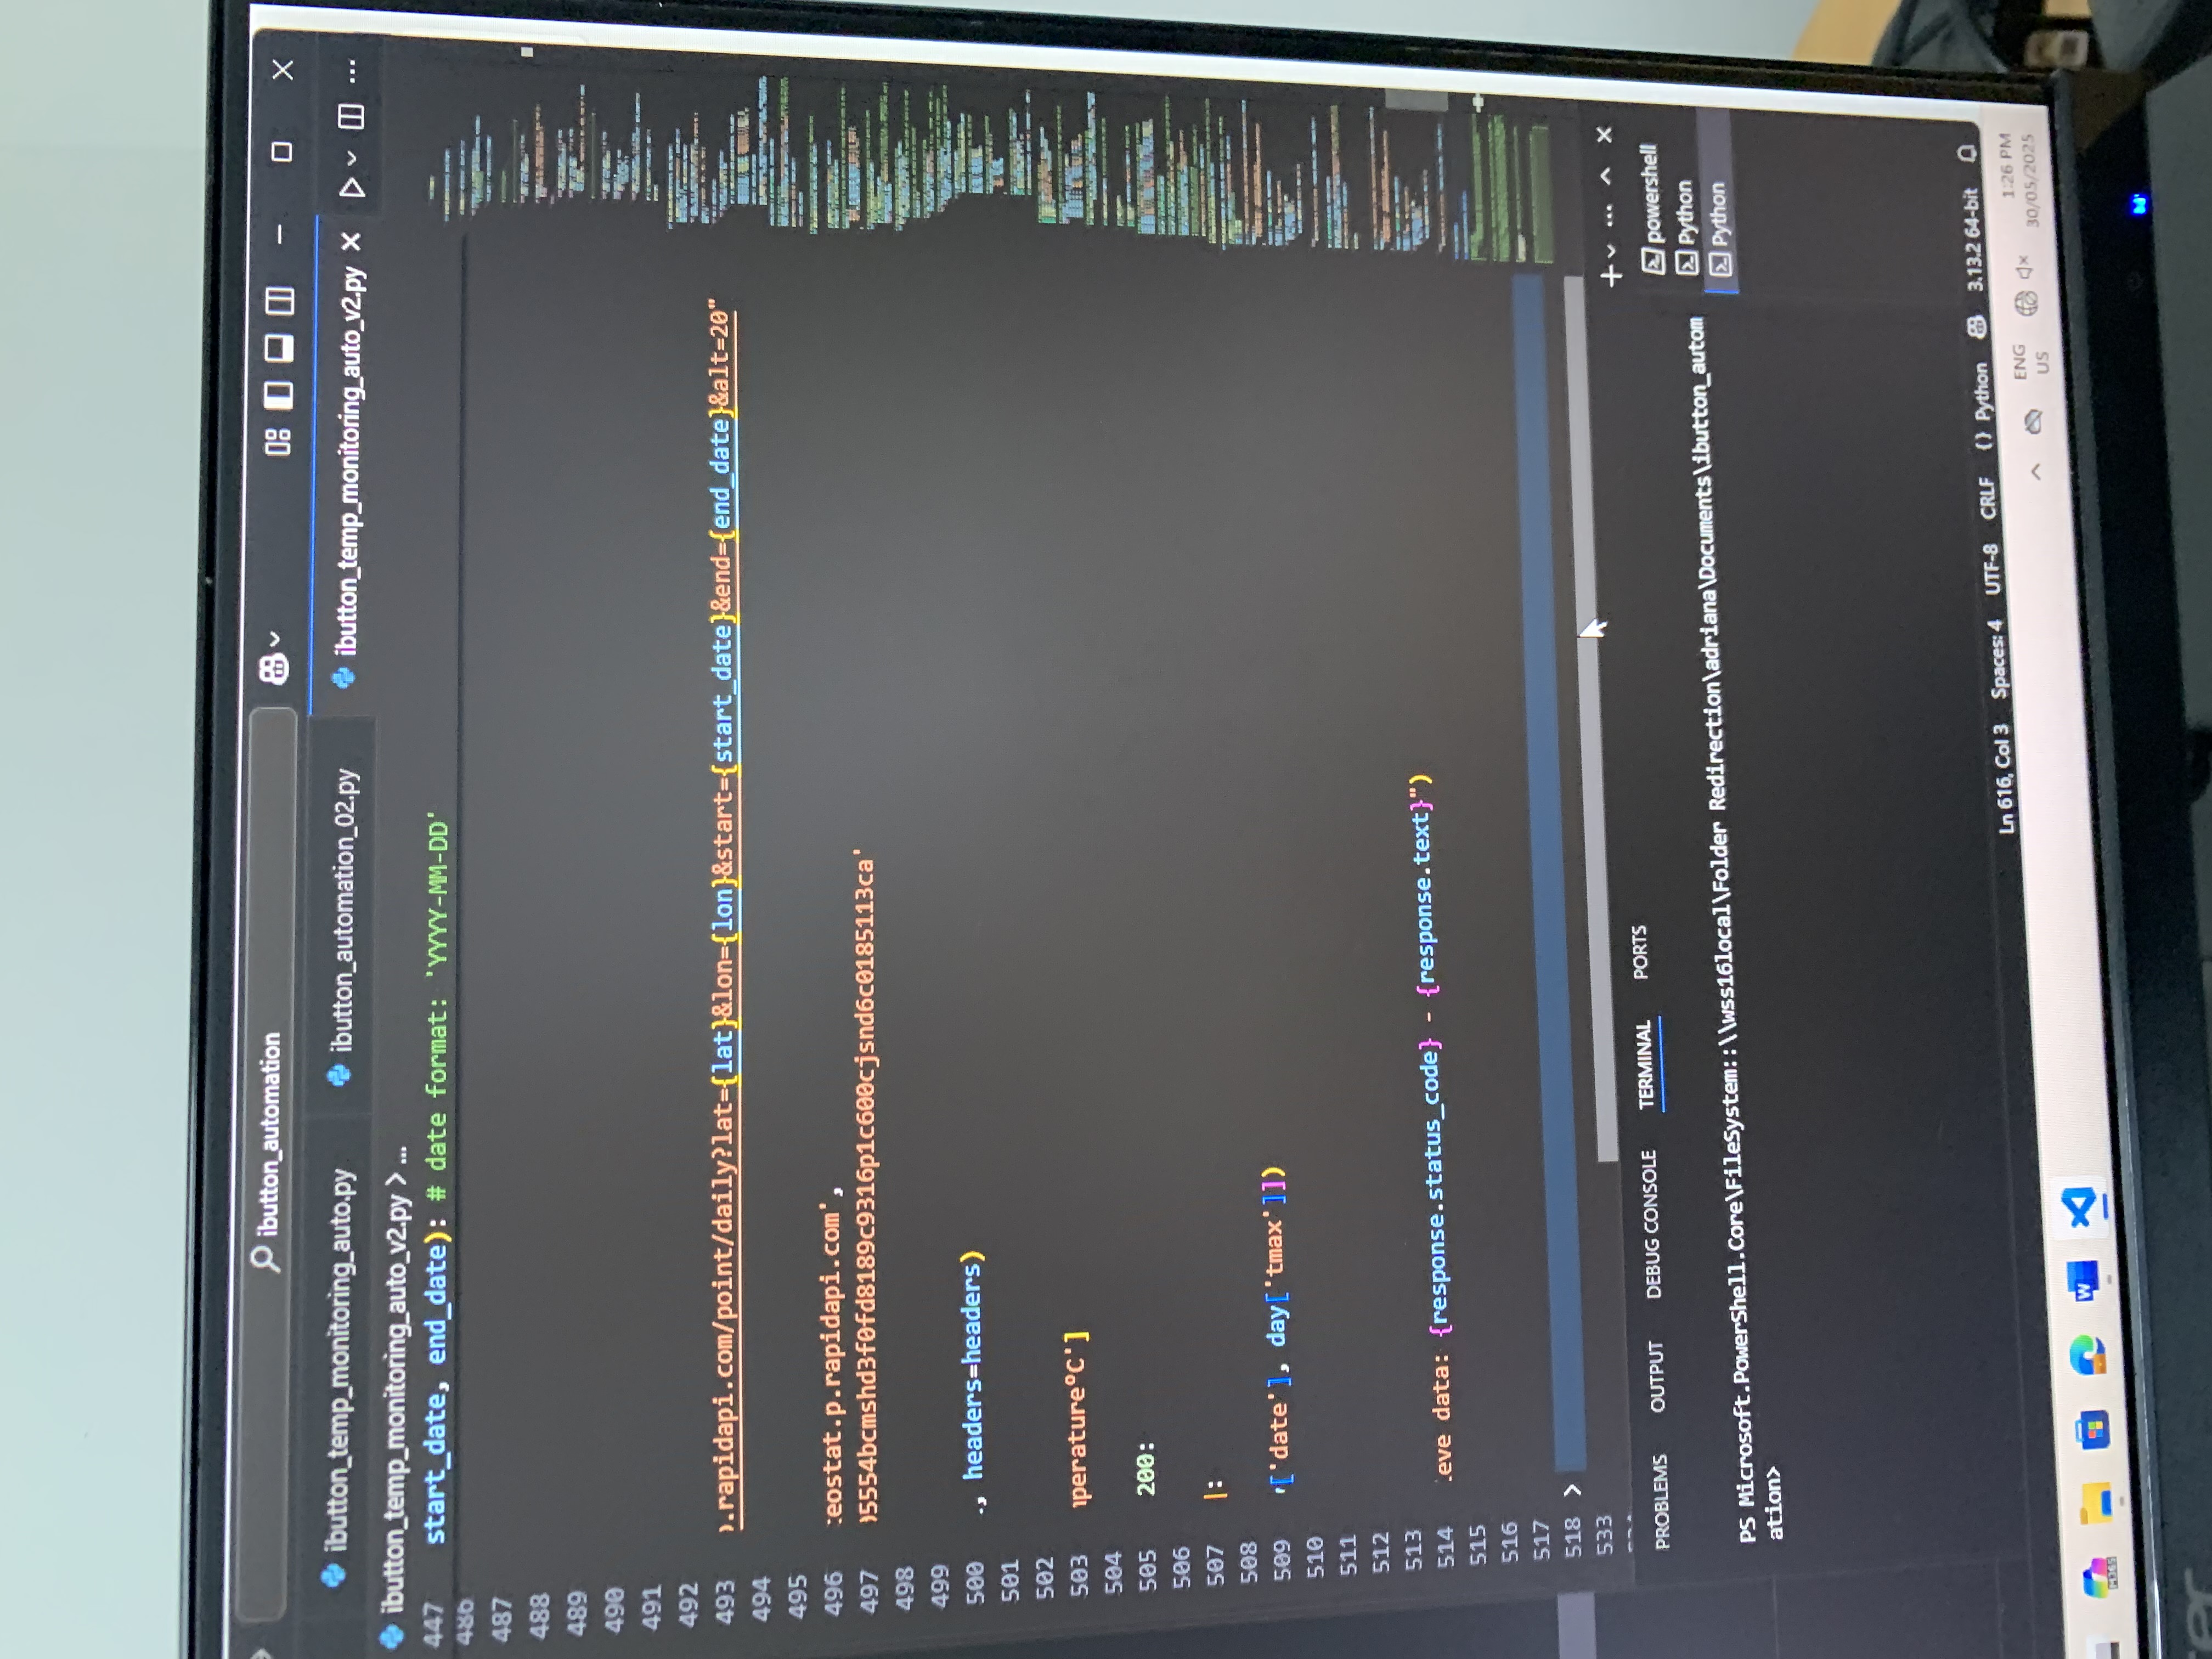 ibutton_automation
ibutton_temp_monitoring_auto.py
ibutton_automation_02.py
ibutton_temp_monitoring_auto_v2.py
ibutton_temp_monitoring_auto_v2.py > ...
447 start_date, end_date): # date format: 'YYYY-MM-DD'
486
487
488
489
490
491
492
493 .rapidapi.com/point/daily?lat={lat}&lon={lon}&start={start_date}&end={end_date}&alt=20"
494
495
496 :eostat.p.rapidapi.com',
497 )5554bcmshd3f0fd8189c9316p1c600cjsnd6c0185113ca'
498
499
500 ., headers=headers)
501
502
503 perature°C']
504
505 200:
506
507 |:
508
509 ['date'], day['tmax']])
510
511
512
513
514 .eve data: {response.status_code} - {response.text}")
515
516
517
518 >
533
PROBLEMS OUTPUT DEBUG CONSOLE TERMINAL PORTS
powershell
Python
Python
PS Microsoft.PowerShell.Core\FileSystem::\\wss16local\Folder Redirection\adriana\Documents\ibutton_autom
ation>
Ln 616, Col 3 Spaces: 4 UTF-8 CRLF {} Python 3.13.2 64-bit
ENG
US
1:26 PM
30/05/2025
M365
W